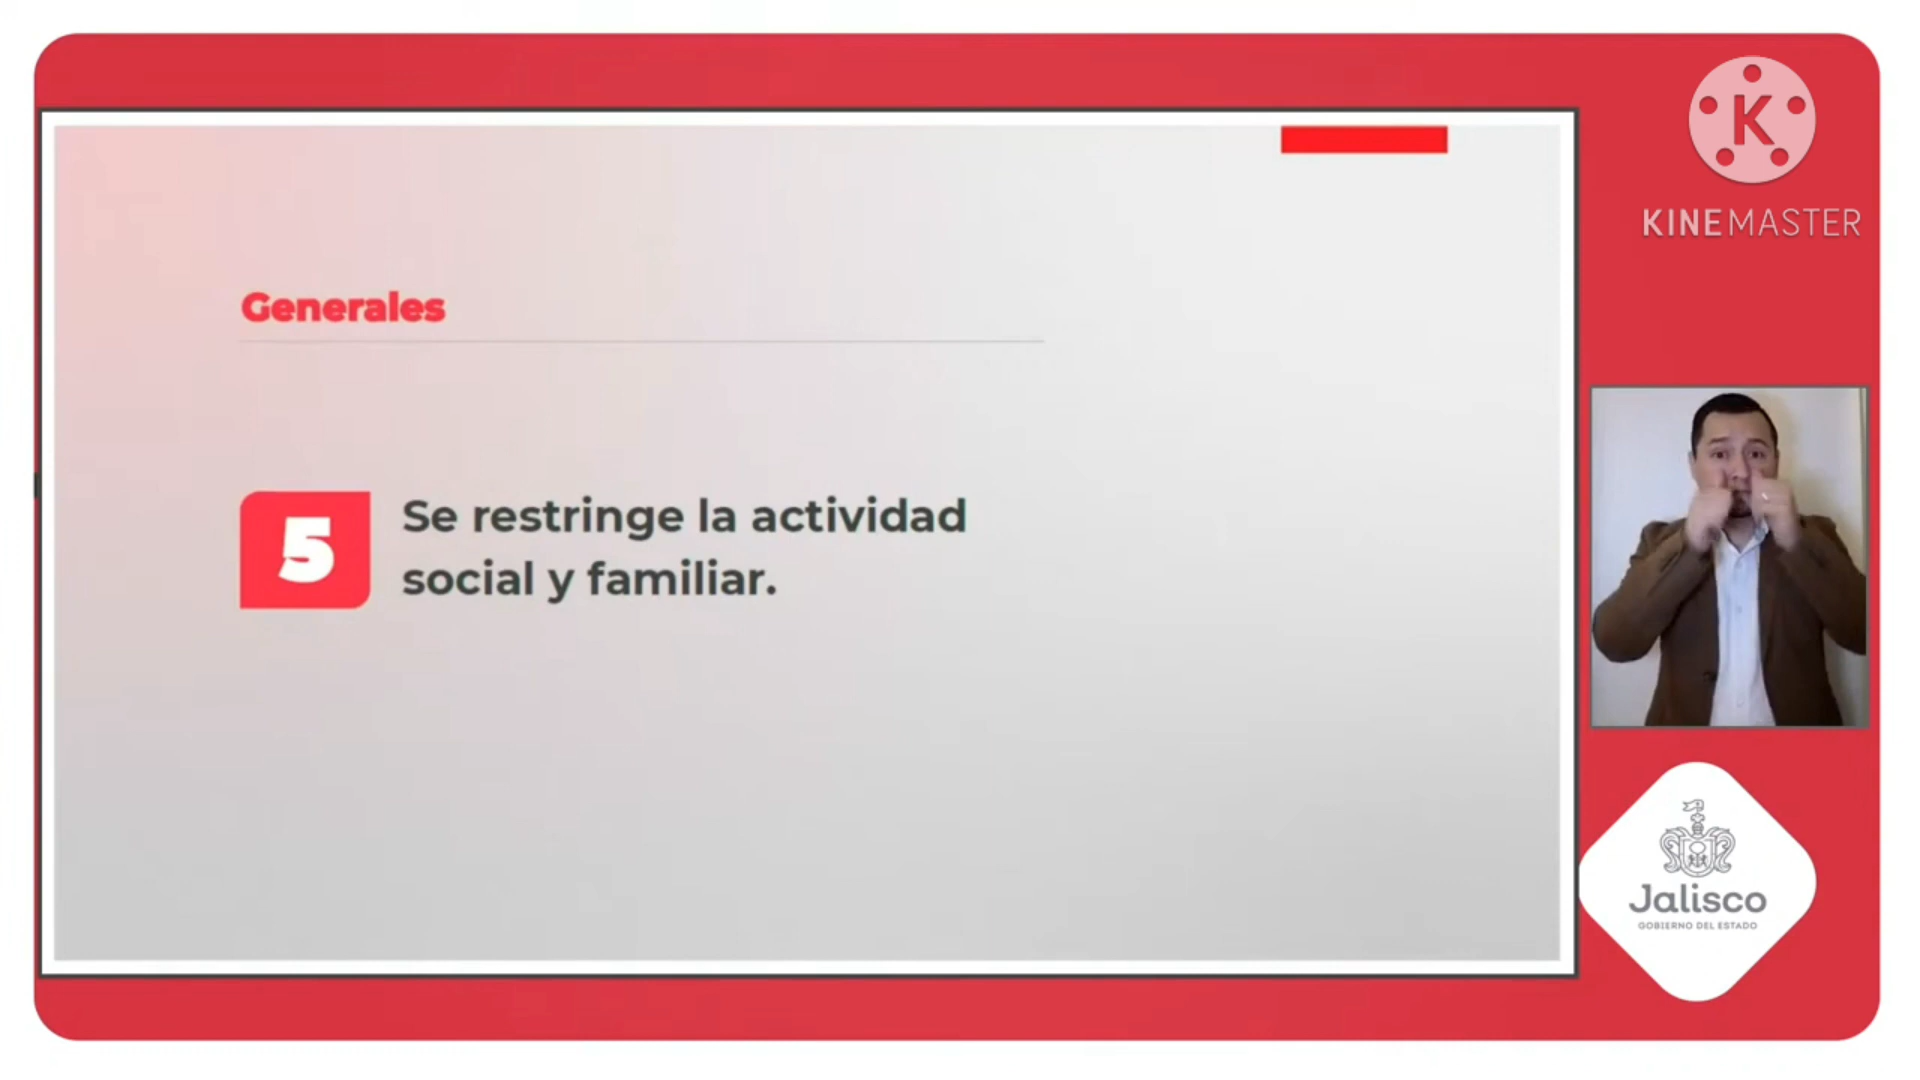 K
KINEMASTER
Generales
5
Se restringe la actividad
social y familiar.
Jalisco
GOBIERNO DEL ESTADO